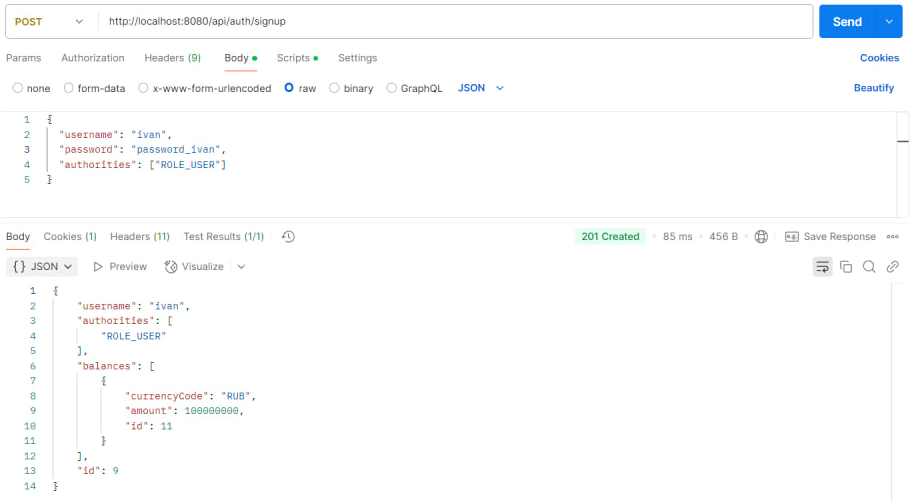 POST http://localhost:8080/api/auth/signup Send
Params Authorization Headers (9) Body Scripts Settings Cookies
none form-data x-www-form-urlencoded raw binary GraphQL JSON Beautify
1 {
2 "username": "ivan",
3 "password": "password_ivan",
4 "authorities": ["ROLE_USER"]
5 }
Body Cookies (1) Headers (11) Test Results (1/1) 201 Created 85 ms 456 B Save Response
{} JSON Preview Visualize
1 {
2 "username": "ivan",
3 "authorities": [
4 "ROLE_USER"
5 ],
6 "balances": [
7 {
8 "currencyCode": "RUB",
9 "amount": 100000000,
10 "id": 11
11 }
12 ],
13 "id": 9
14 }